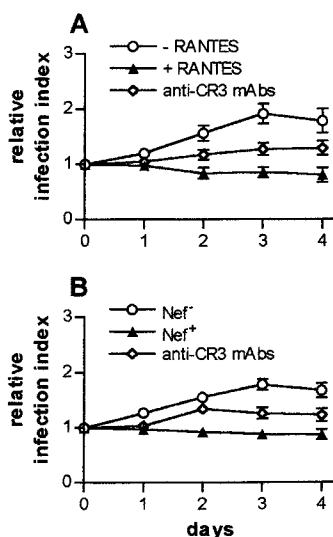 A
- RANTES
+ RANTES
anti-CR3 mAbs
relative
infection index
3
2
1
0
0 1 2 3 4
B
Nef-
Nef+
anti-CR3 mAbs
relative
infection index
3
2
1
0
0 1 2 3 4
days